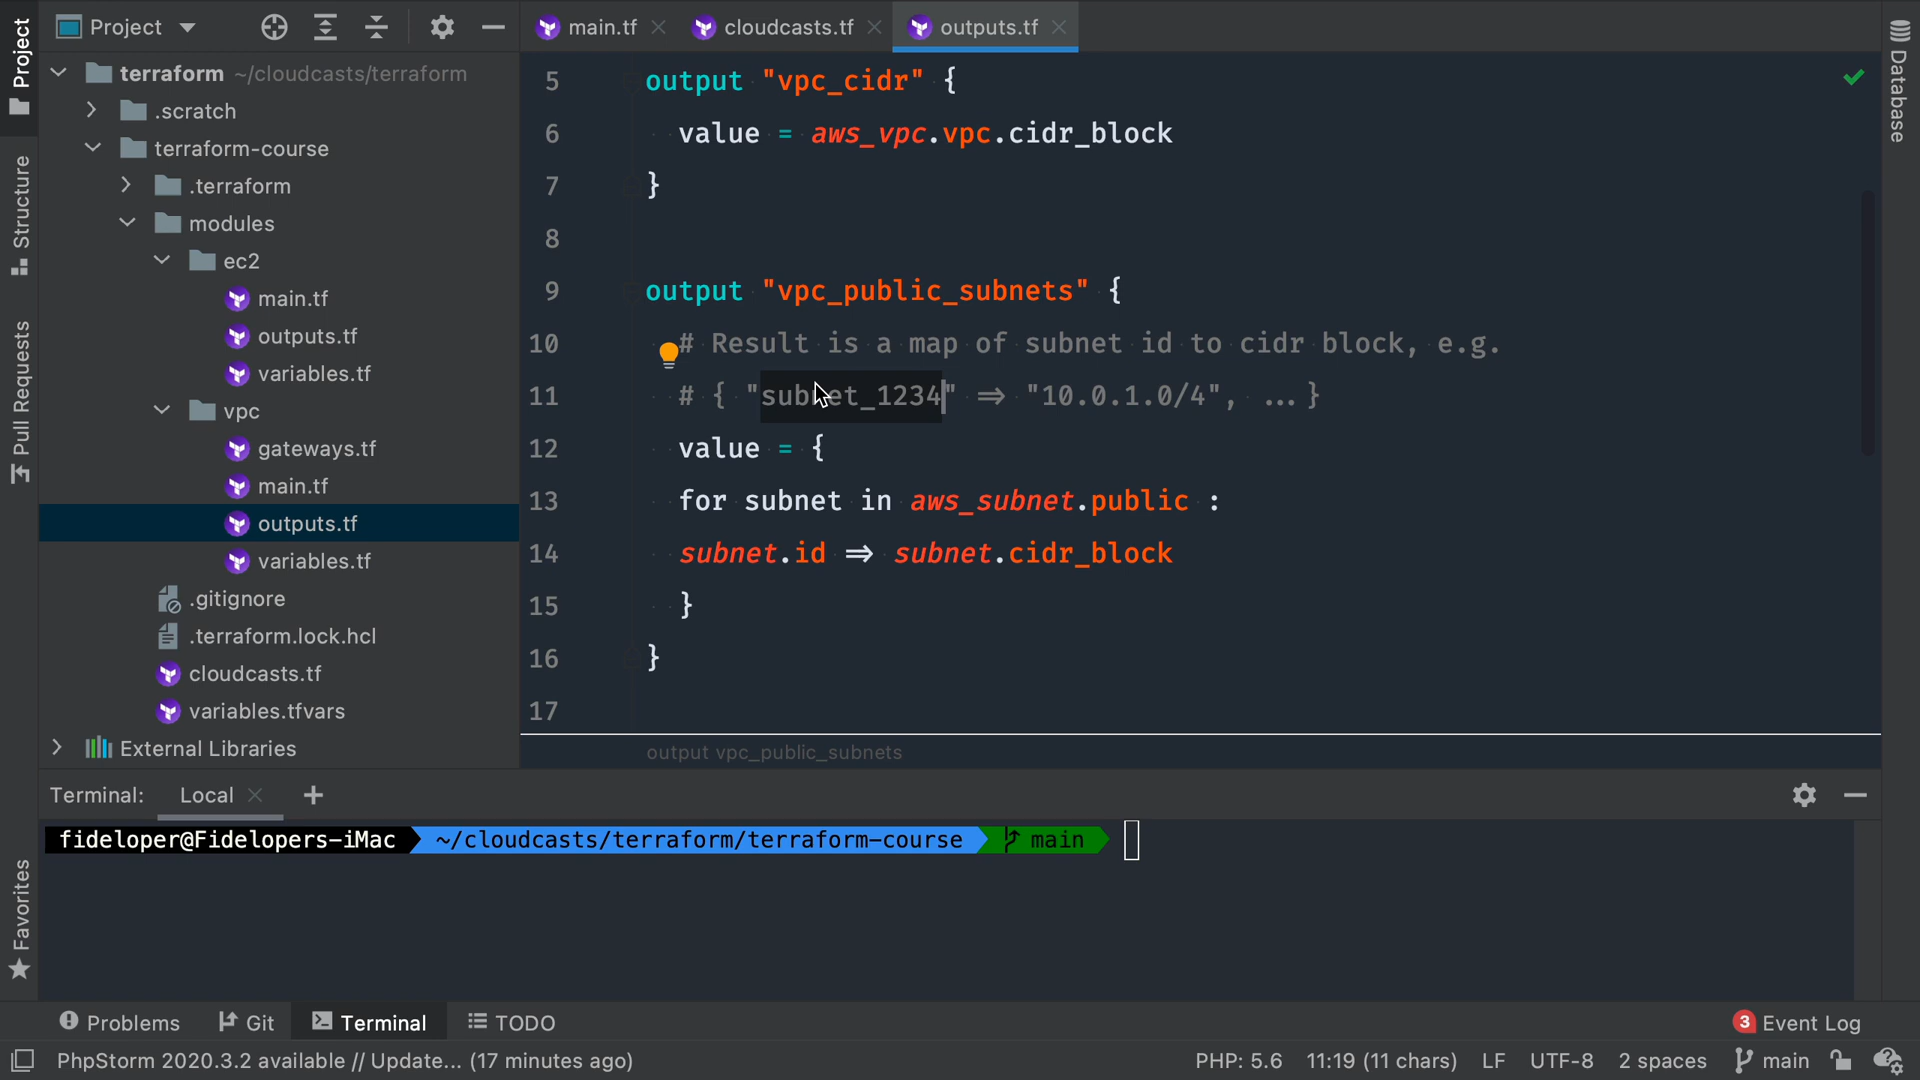 Project
main.tf
cloudcasts.tf
outputs.tf
Project
Structure
Pull Requests
Favorites
Database
terraform ~/cloudcasts/terraform
.scratch
terraform-course
.terraform
modules
ec2
main.tf
outputs.tf
variables.tf
vpc
gateways.tf
main.tf
outputs.tf
variables.tf
.gitignore
.terraform.lock.hcl
cloudcasts.tf
variables.tfvars
External Libraries
5 output "vpc_cidr" {
6 value = aws_vpc.vpc.cidr_block
7 }
8
9 output "vpc_public_subnets" {
10 # Result is a map of subnet id to cidr block, e.g.
11 # { "subnet_1234" => "10.0.1.0/4", ...}
12 value = {
13 for subnet in aws_subnet.public :
14 subnet.id => subnet.cidr_block
15 }
16 }
17
output vpc_public_subnets
Terminal: Local +
fideloper@Fidelopers-iMac ~/cloudcasts/terraform/terraform-course main
Problems Git Terminal TODO 3 Event Log
PhpStorm 2020.3.2 available // Update... (17 minutes ago) PHP: 5.6 11:19 (11 chars) LF UTF-8 2 spaces main